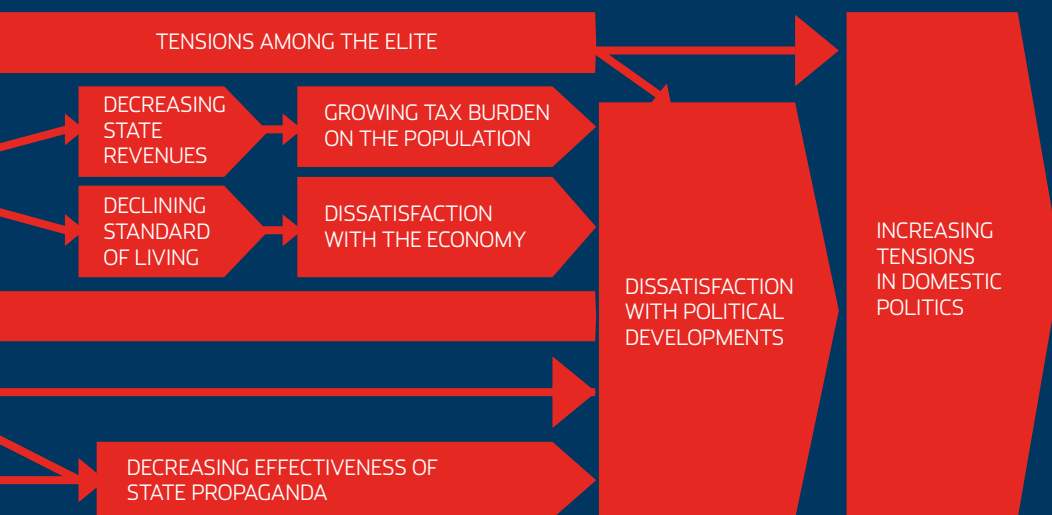 TENSIONS AMONG THE ELITE
DECREASING
STATE
REVENUES
GROWING TAX BURDEN
ON THE POPULATION
DECLINING
STANDARD
OF LIVING
DISSATISFACTION
WITH THE ECONOMY
DISSATISFACTION
WITH POLITICAL
DEVELOPMENTS
INCREASING
TENSIONS
IN DOMESTIC
POLITICS
DECREASING EFFECTIVENESS OF
STATE PROPAGANDA